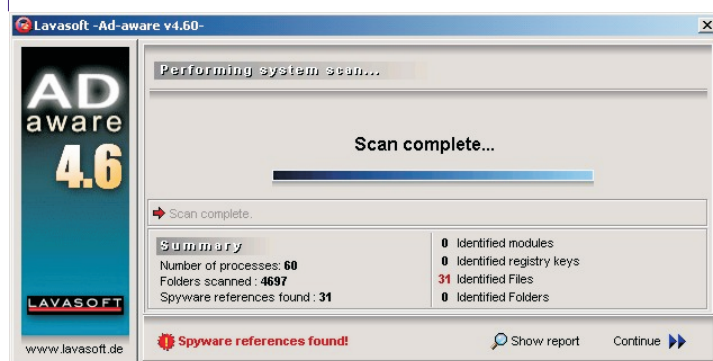 Lavasoft -Ad-aware v4.60-
AD
aware
4.6
LAVASOFT
www.lavasoft.de
Performing system scan...
Scan complete...
Scan complete.
Summary
Number of processes: 60
Folders scanned : 4697
Spyware references found : 31
0 Identified modules
0 Identified registry keys
31 Identified Files
0 Identified Folders
Spyware references found!
Show report
Continue